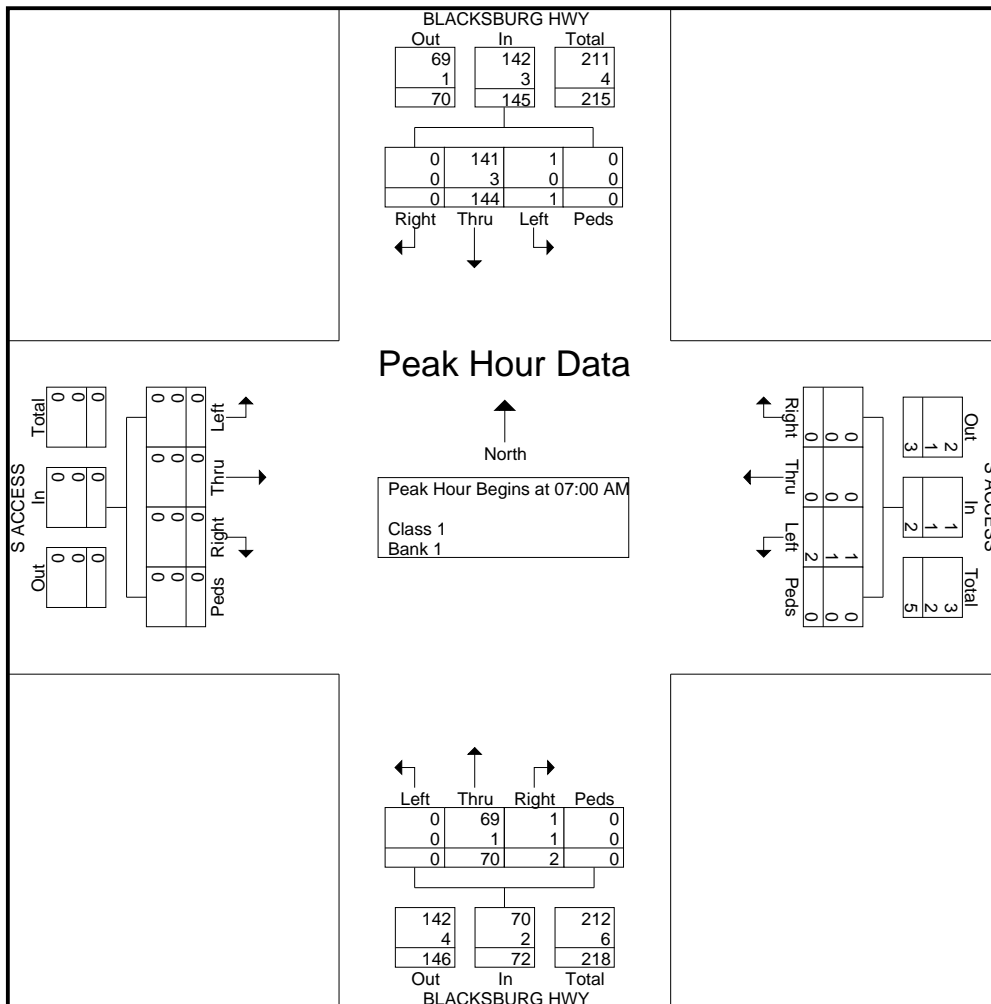 BLACKSBURG HWY
Out In Total
69 142 211
1 3 4
70 145 215
0 141 1 0
0 3 0 0
0 144 1 0
Right Thru Left Peds
Peak Hour Data
North
Peak Hour Begins at 07:00 AM
Class 1
Bank 1
S ACCESS
Total In Out
0 0 0
0 0 0
0 0 0
0 0 0 0
0 0 0 0
0 0 0 0
Left Thru Right Peds
S ACCESS
Out In Total
2 1 3
1 1 2
3 2 5
0 0 1 0
0 0 1 0
0 0 2 0
Right Thru Left Peds
Left Thru Right Peds
0 69 1 0
0 1 1 0
0 70 2 0
142 70 212
4 2 6
146 72 218
Out In Total
BLACKSBURG HWY